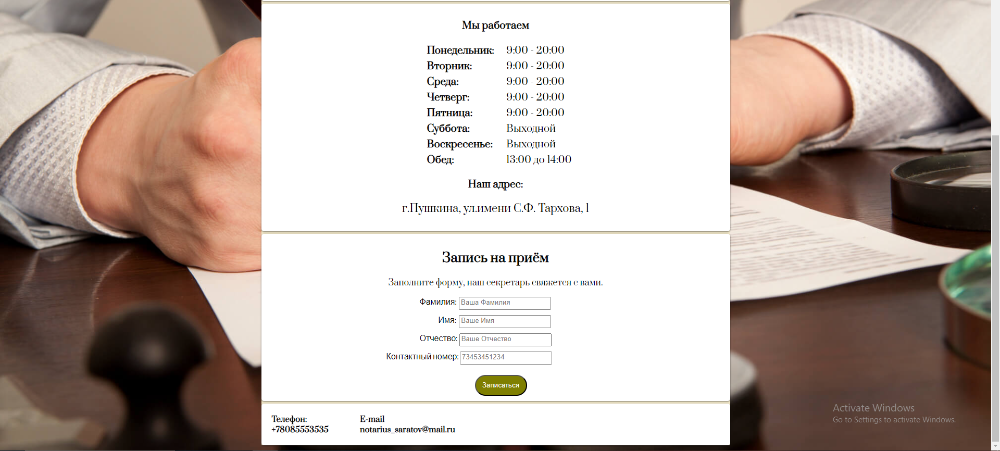 Мы работаем
Понедельник: 9:00 - 20:00
Вторник: 9:00 - 20:00
Среда: 9:00 - 20:00
Четверг: 9:00 - 20:00
Пятница: 9:00 - 20:00
Суббота: Выходной
Воскресенье: Выходной
Обед: 13:00 до 14:00
Наш адрес:
г.Пушкина, ул.имени С.Ф. Тархова, 1
Запись на приём
Заполните форму, наш секретарь свяжется с вами.
Фамилия: Ваша Фамилия
Имя: Ваше Имя
Отчество: Ваше Отчество
Контактный номер: 73453451234
Записаться
Телефон:
+78085553535
E-mail
notarius_saratov@mail.ru
Activate Windows
Go to Settings to activate Windows.